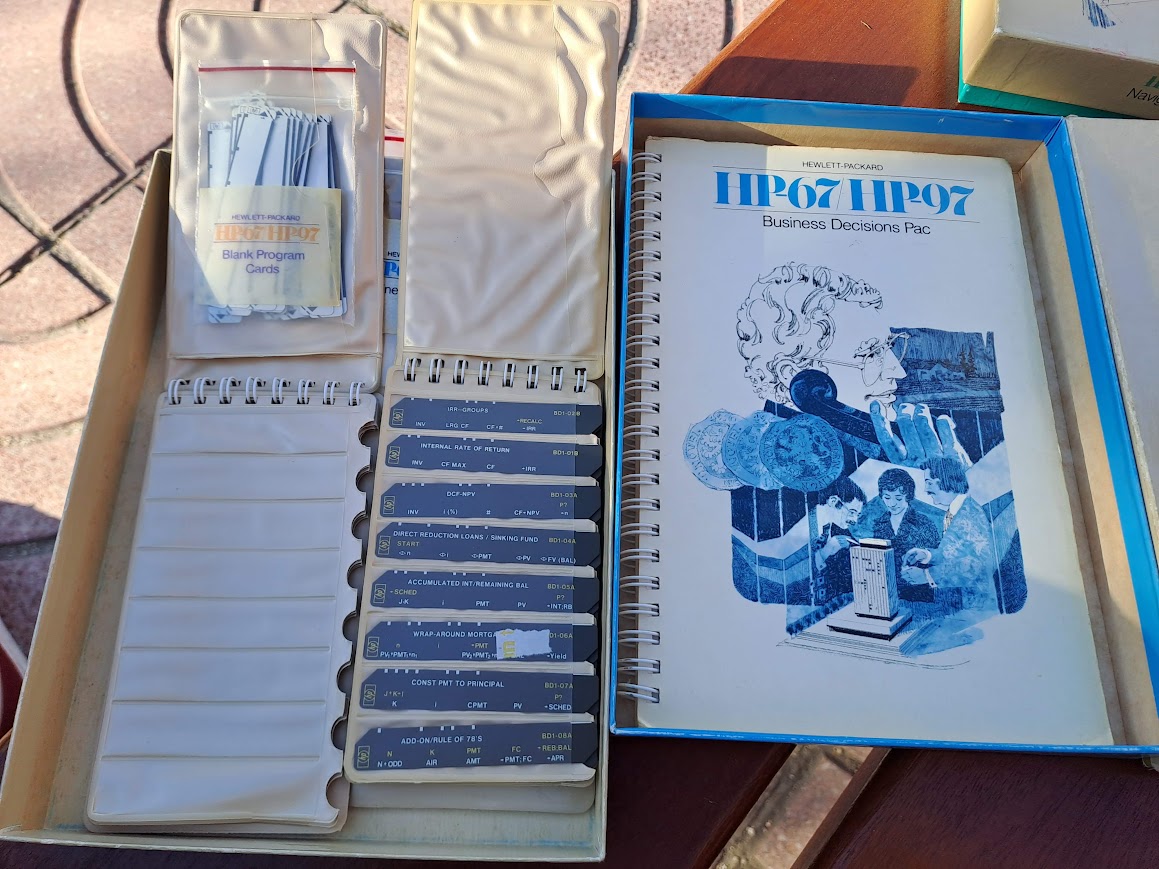 HEWLETT-PACKARD
HP-67/HP-97
Blank Program
Cards
IRR-GROUPS
BD1-02B
-RECALC
INV LRG CF CF•# -IRR
INTERNAL RATE OF RETURN
BD1-01B
INV CF MAX CF -IRR
DCF-NPV
BD1-03A
P?
INV i (%) # CF-NPV -n
DIRECT REDUCTION LOANS / SINKING FUND
BD1-04A
START
n i PMT PV FV (BAL)
ACCUMULATED INT/REMAINING BAL
BD1-05A
-SCHED P?
J•K i PMT PV -INT;RB
WRAP-AROUND
D1-06A
n i -PMT
-Yield
CONST PMT TO PRINCIPAL
BD1-07A
J•K-I P?
K i CPMT PV -SCHED
ADD-ON/RULE OF 78'S
BD1-08A
N K PMT FC -REB;BAL
N•ODD AIR AMT -PMT;FC -APR
HEWLETT-PACKARD
HP-67/HP-97
Business Decisions Pac